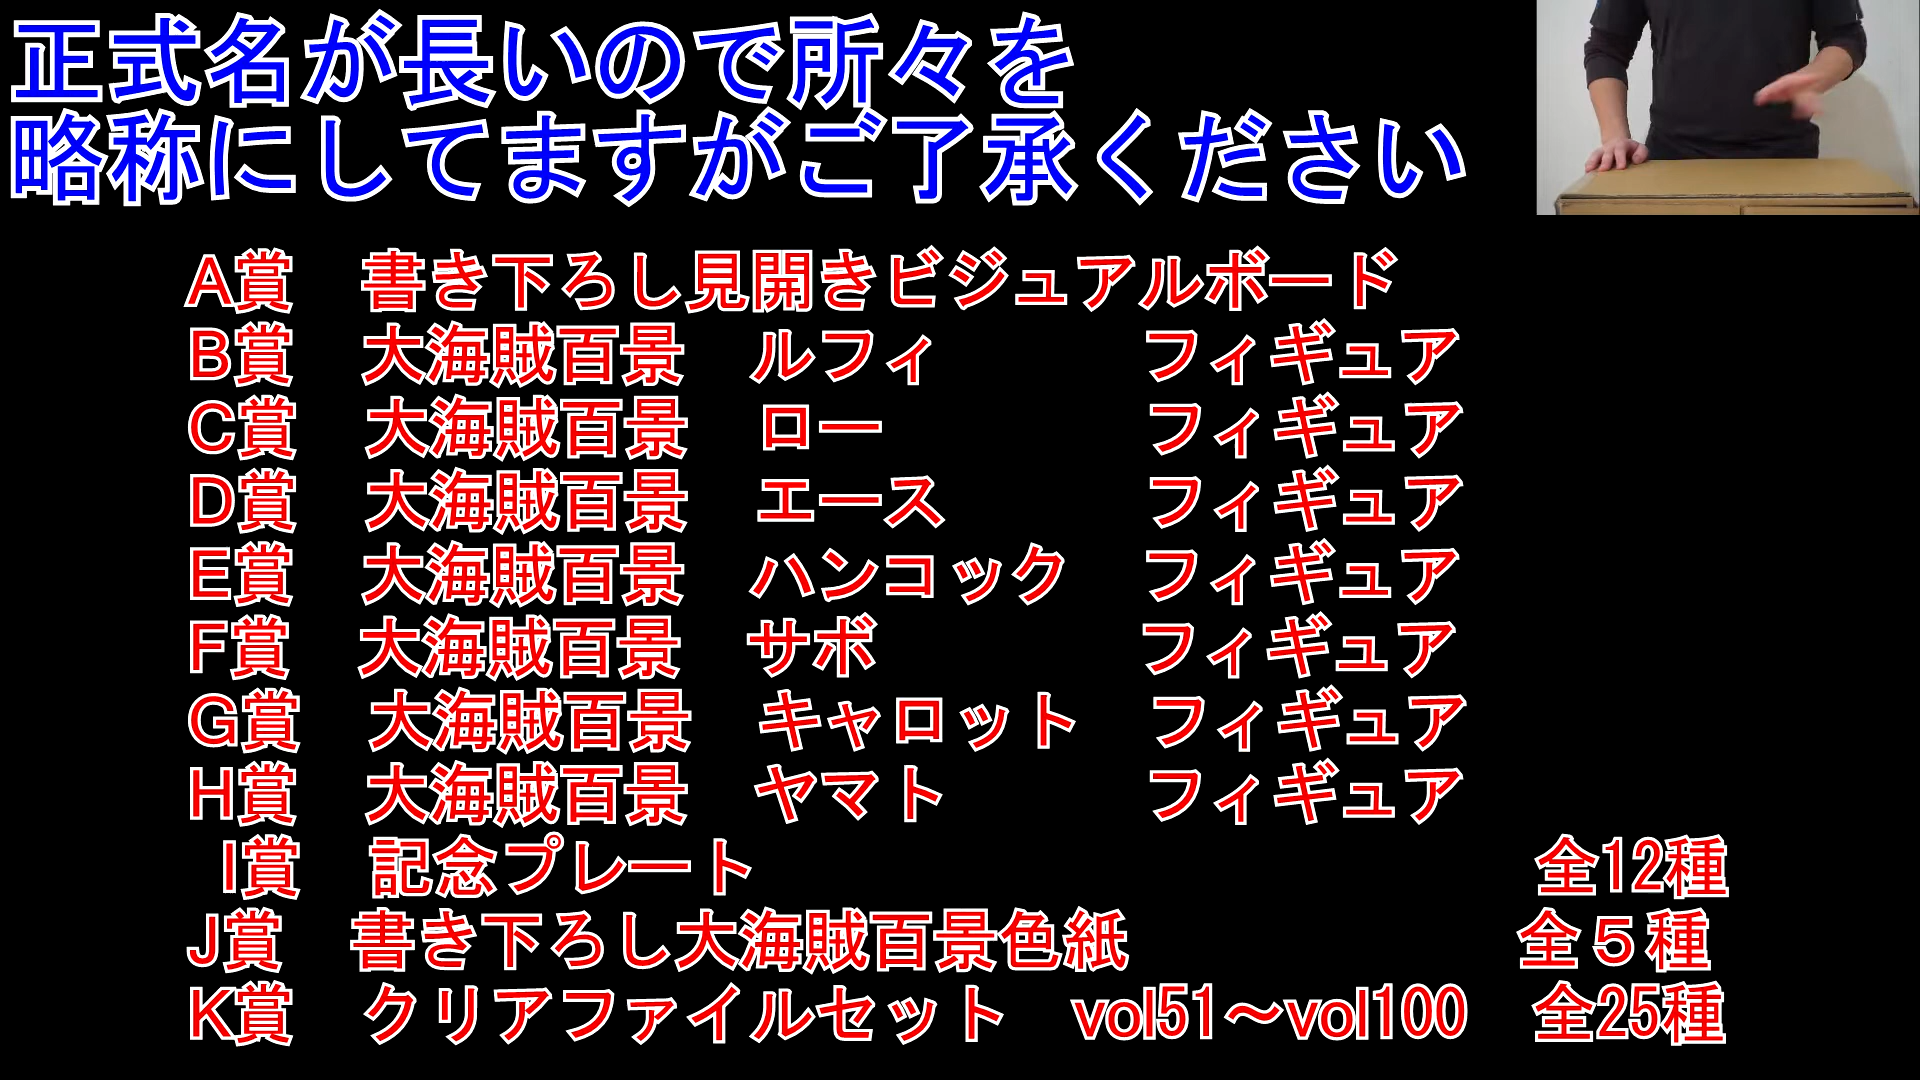 正式名が長いので所々を
略称にしてますがご了承ください
A賞　書き下ろし見開きビジュアルボード
B賞　大海賊百景　ルフィ　フィギュア
C賞　大海賊百景　ロー　フィギュア
D賞　大海賊百景　エース　フィギュア
E賞　大海賊百景　ハンコック　フィギュア
F賞　大海賊百景　サボ　フィギュア
G賞　大海賊百景　キャロット　フィギュア
H賞　大海賊百景　ヤマト　フィギュア
I賞　記念プレート　全12種
J賞　書き下ろし大海賊百景色紙　全５種
K賞　クリアファイルセット　vol51～vol100　全25種